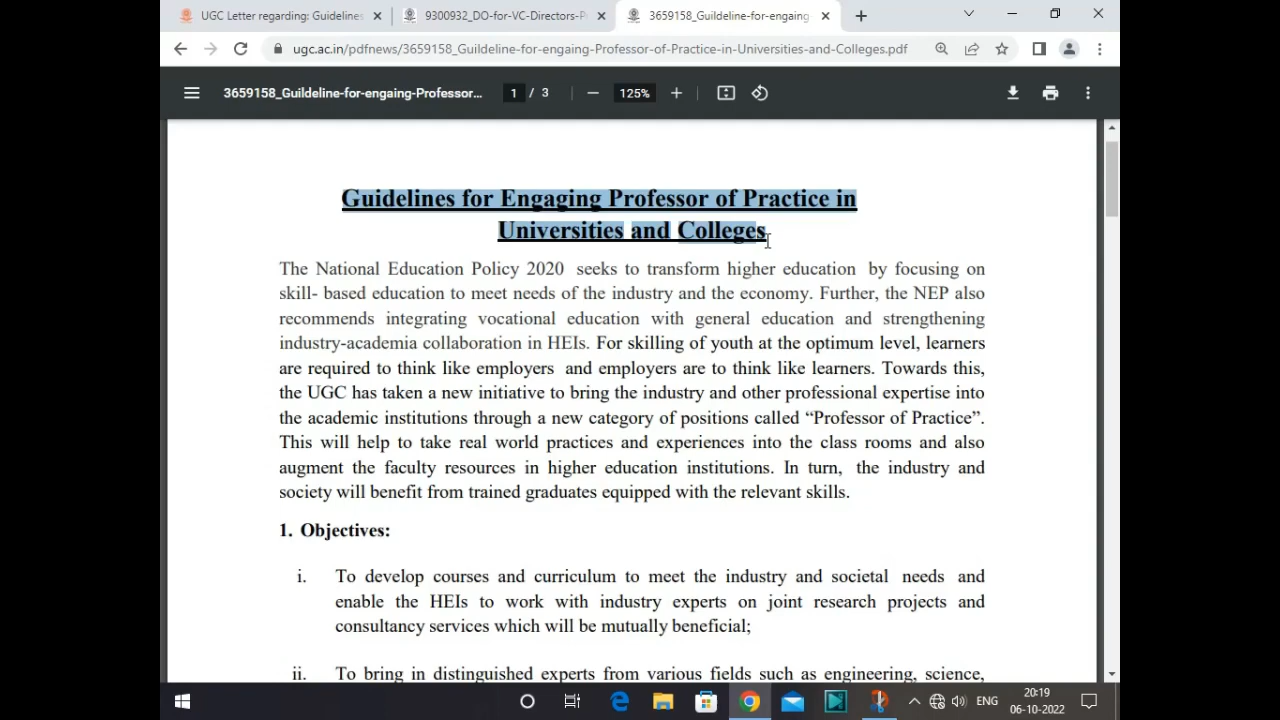 UGC Letter regarding: Guidelines
9300932_DO-for-VC-Directors-P
3659158_Guildeline-for-engaing
ugc.ac.in/pdfnews/3659158_Guildeline-for-engaing-Professor-of-Practice-in-Universities-and-Colleges.pdf
3659158_Guildeline-for-engaing-Professor...
1 / 3
125%
Guidelines for Engaging Professor of Practice in
Universities and Colleges
The National Education Policy 2020 seeks to transform higher education by focusing on
skill- based education to meet needs of the industry and the economy. Further, the NEP also
recommends integrating vocational education with general education and strengthening
industry-academia collaboration in HEIs. For skilling of youth at the optimum level, learners
are required to think like employers and employers are to think like learners. Towards this,
the UGC has taken a new initiative to bring the industry and other professional expertise into
the academic institutions through a new category of positions called “Professor of Practice”.
This will help to take real world practices and experiences into the class rooms and also
augment the faculty resources in higher education institutions. In turn, the industry and
society will benefit from trained graduates equipped with the relevant skills.
1. Objectives:
i. To develop courses and curriculum to meet the industry and societal needs and
enable the HEIs to work with industry experts on joint research projects and
consultancy services which will be mutually beneficial;
ii. To bring in distinguished experts from various fields such as engineering, science,
ENG
20:19
06-10-2022